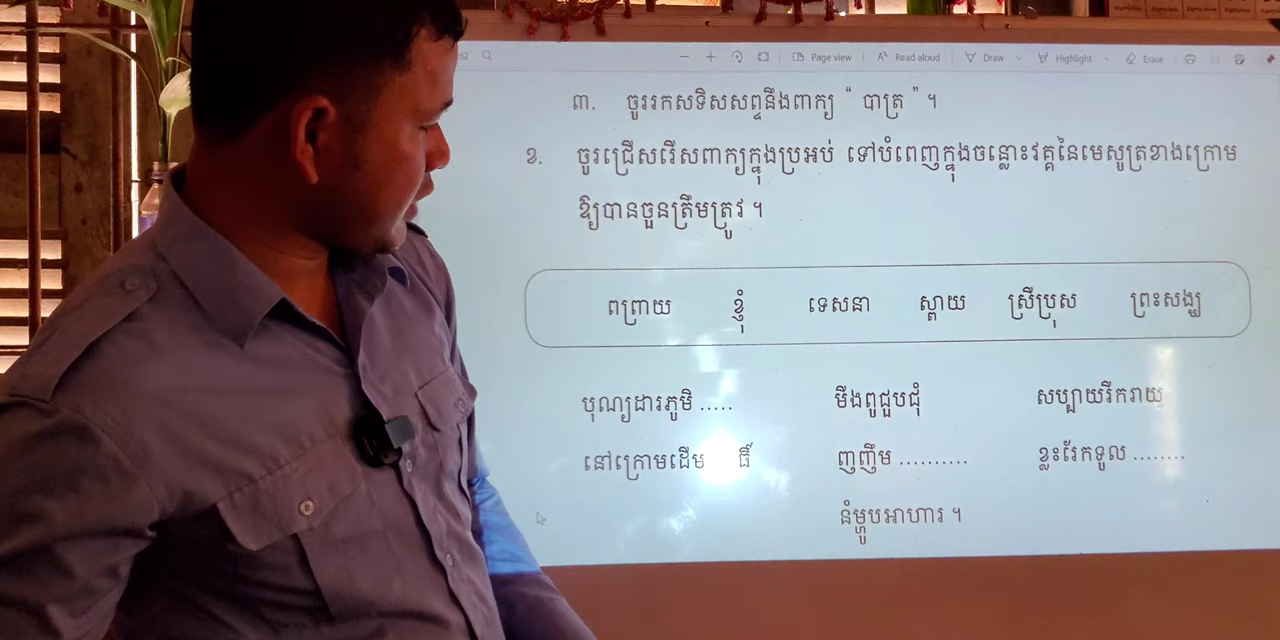 Page view Read aloud Draw Highlight Erase
៣. ចូររកសទិសសព្ទនឹងពាក្យ “ បាត្រ ” ។
ខ. ចូរជ្រើសរើសពាក្យក្នុងប្រអប់ ទៅបំពេញក្នុងចន្លោះវគ្គនៃមេសូត្រខាងក្រោម
ឱ្យបានចួនត្រឹមត្រូវ ។
ពព្រាយ ខ្ញុំ ទេសនា ស្ពាយ ស្រីប្រុស ព្រះសង្ឃ
បុណ្យដារភូមិ ..... មីងពូជួបជុំ សប្បាយរីករាយ
នៅក្រោមដើម ធិ៍ ញញឹម .......... ខ្លះរែកទូល ........
នំម្ហូបអាហារ ។